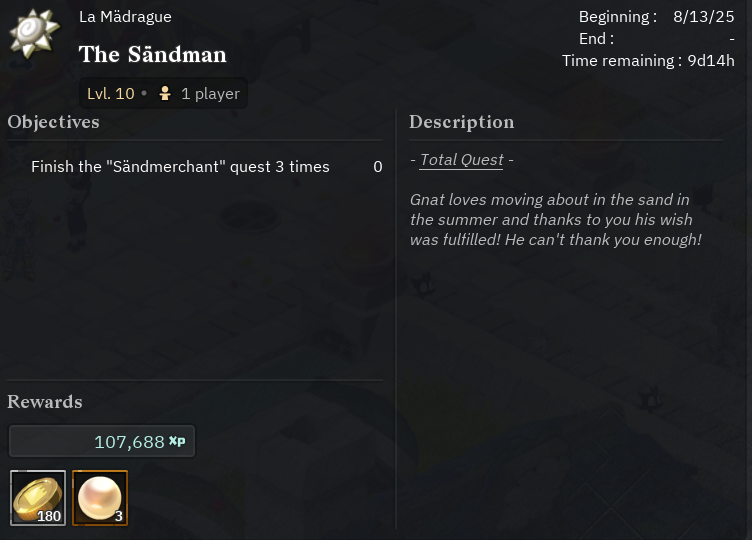 La Mädrague
The Sändman
Lvl. 10 • 1 player
Beginning : 8/13/25
End : -
Time remaining : 9d14h
Objectives
Finish the "Sändmerchant" quest 3 times 0
Description
- Total Quest -
Gnat loves moving about in the sand in
the summer and thanks to you his wish
was fulfilled! He can't thank you enough!
Rewards
107,688 xp
180
3